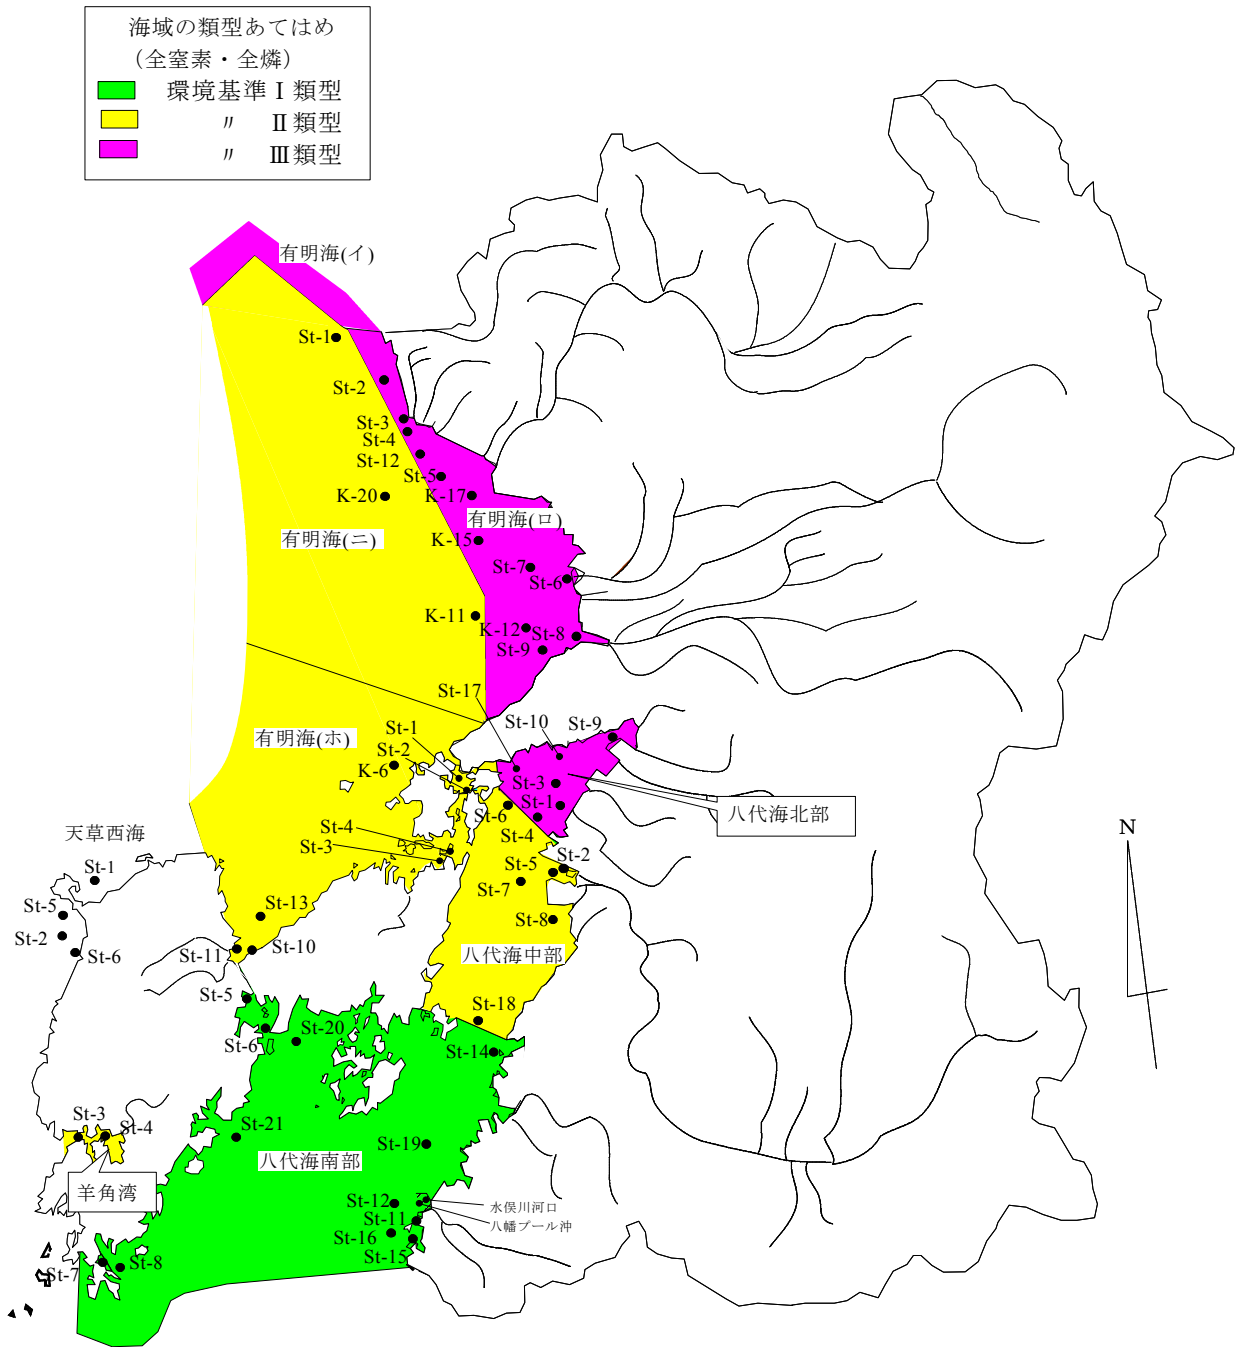 海域の類型あてはめ
（全窒素・全燐）
環境基準Ⅰ類型
〃 Ⅱ類型
〃 Ⅲ類型
有明海(イ)
St-1
St-2
St-3
St-4
St-12
St-5
K-20
K-17
有明海(ロ)
有明海(ニ)
K-15
St-7
St-6
K-11
K-12
St-8
St-9
St-17
St-10
St-9
St-1
有明海(ホ)
St-2
K-6
St-3
St-1
St-6
八代海北部
St-4
N
St-4
天草西海
St-3
St-2
St-5
St-1
St-7
St-5
St-13
St-8
St-2
St-6
St-11
St-10
八代海中部
St-5
St-18
St-20
St-6
St-14
St-3
St-4
St-21
St-19
八代海南部
羊角湾
St-12
水俣川河口
St-11
八幡プール沖
St-16
St-15
St-7
St-8